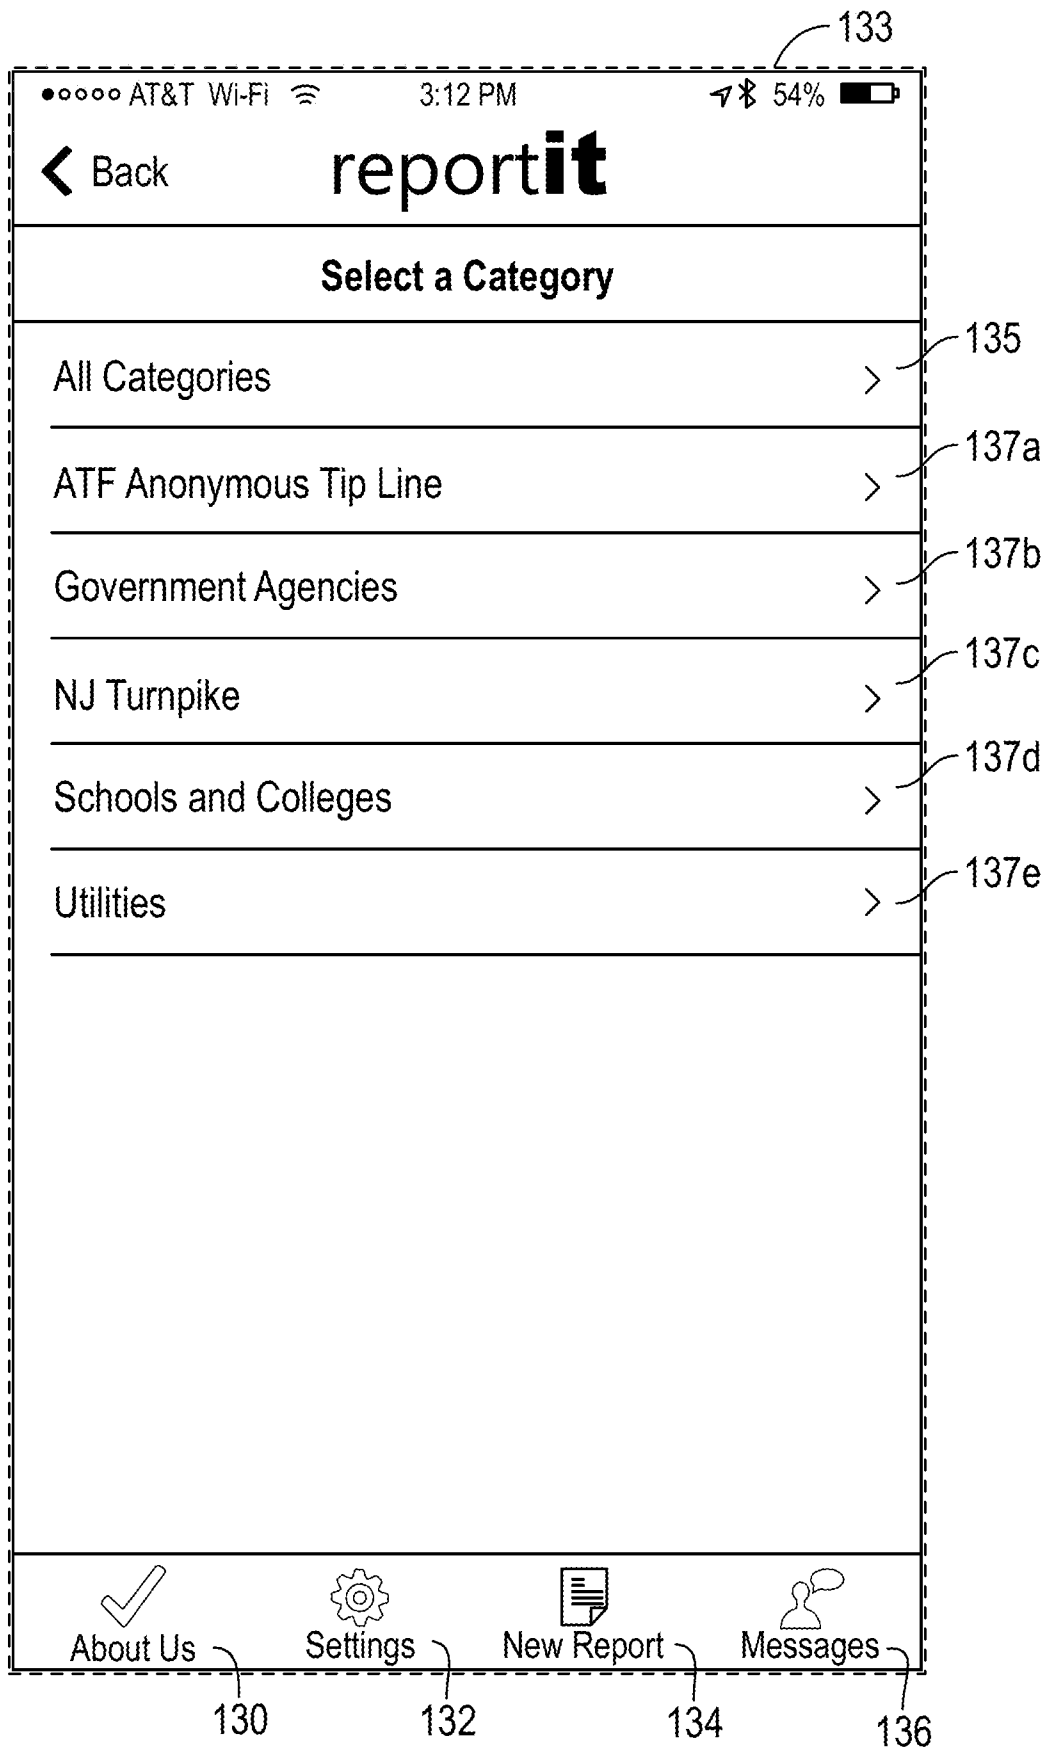 133
AT&T Wi-Fi 3:12 PM 54%
Back reportit
Select a Category
135
All Categories
137a
ATF Anonymous Tip Line
137b
Government Agencies
137c
NJ Turnpike
137d
Schools and Colleges
137e
Utilities
About Us Settings New Report Messages
130 132 134 136